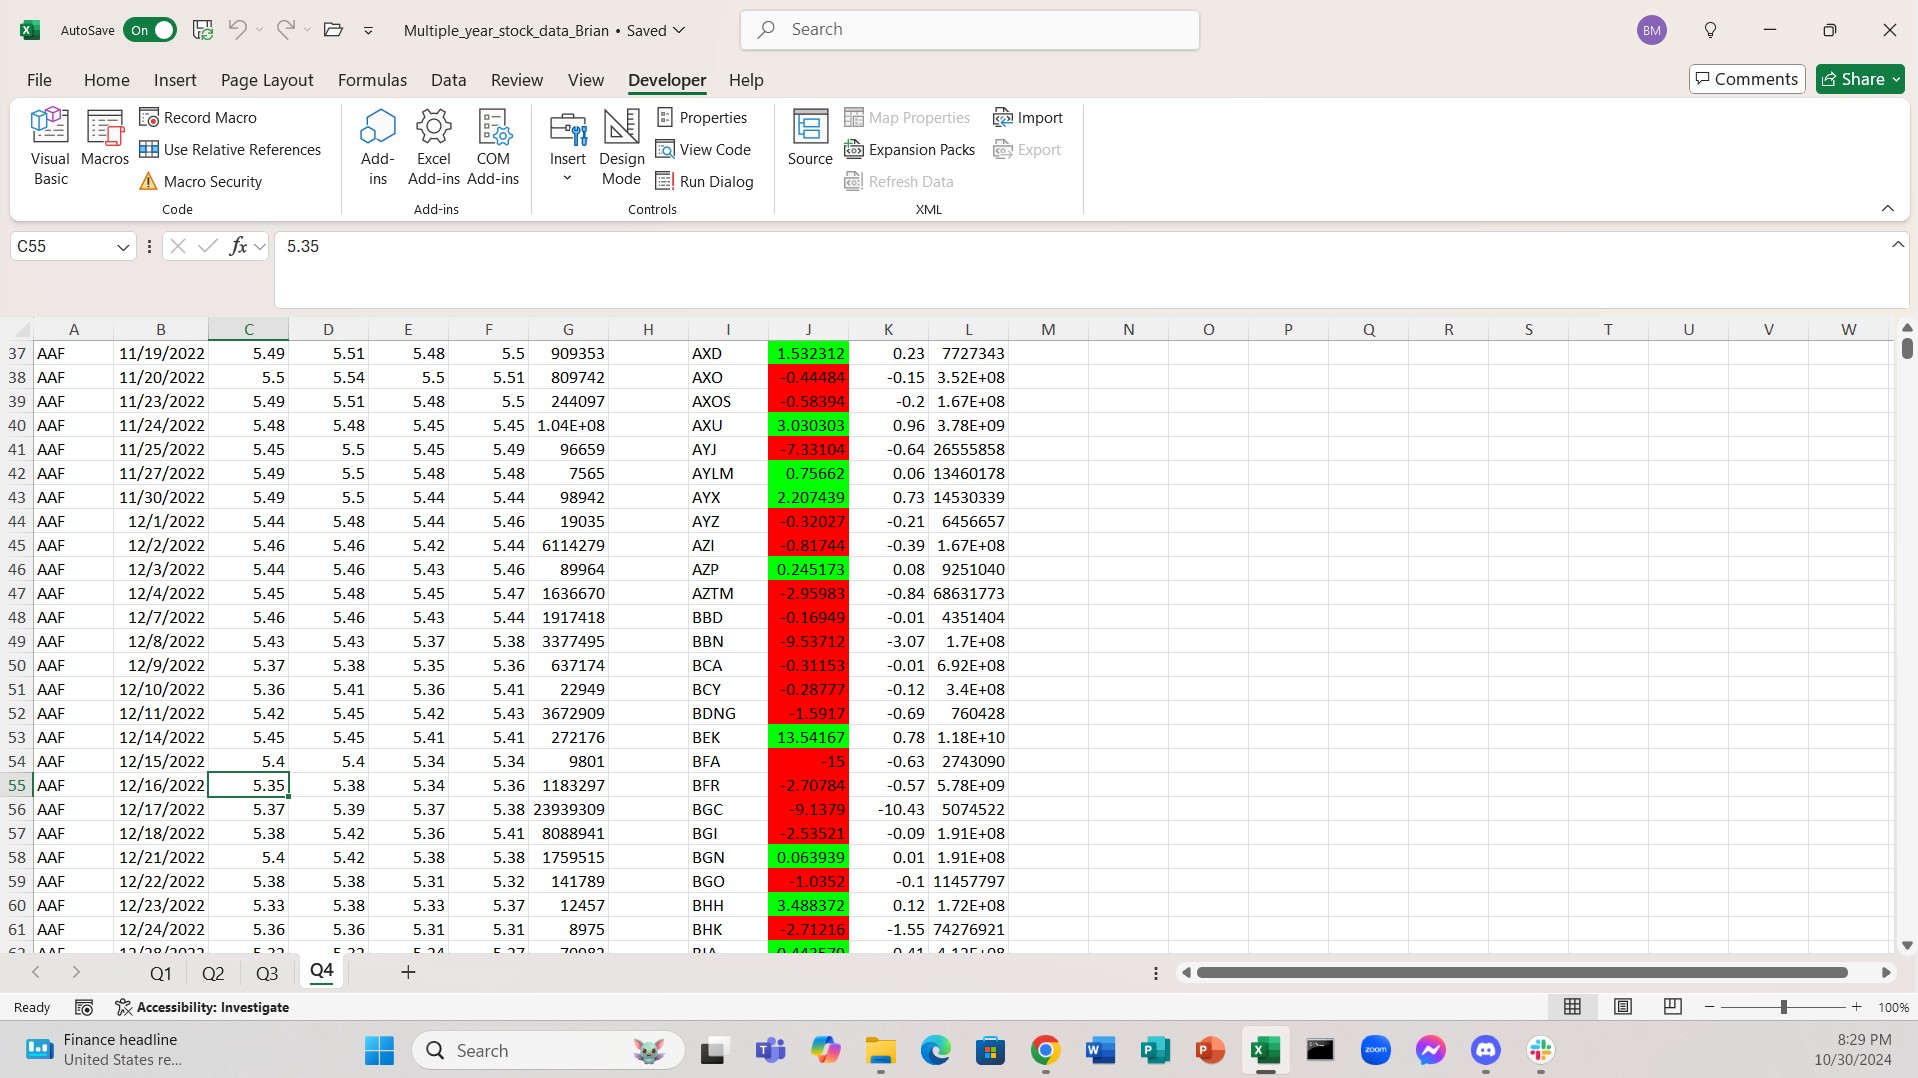 AutoSave On Multiple_year_stock_data_Brian • Saved Search BM
File Home Insert Page Layout Formulas Data Review View Developer Help Comments Share
Visual Basic Macros Record Macro Use Relative References Macro Security Code
Add-ins Excel Add-ins COM Add-ins Add-ins
Insert Design Mode Properties View Code Run Dialog Controls
Source Map Properties Expansion Packs Refresh Data Import Export XML
C55 fx 5.35
A B C D E F G H I J K L M N O P Q R S T U V W
37 AAF 11/19/2022 5.49 5.51 5.48 5.5 909353 AXD 1.532312 0.23 7727343
38 AAF 11/20/2022 5.5 5.54 5.5 5.51 809742 AXO -0.44484 -0.15 3.52E+08
39 AAF 11/23/2022 5.49 5.51 5.48 5.5 244097 AXOS -0.58394 -0.2 1.67E+08
40 AAF 11/24/2022 5.48 5.48 5.45 5.45 1.04E+08 AXU 3.030303 0.96 3.78E+09
41 AAF 11/25/2022 5.45 5.5 5.45 5.49 96659 AYJ -7.33104 -0.64 26555858
42 AAF 11/27/2022 5.49 5.5 5.48 5.48 7565 AYLM 0.75662 0.06 13460178
43 AAF 11/30/2022 5.49 5.5 5.44 5.44 98942 AYX 2.207439 0.73 14530339
44 AAF 12/1/2022 5.44 5.48 5.44 5.46 19035 AYZ -0.32027 -0.21 6456657
45 AAF 12/2/2022 5.46 5.46 5.42 5.44 6114279 AZI -0.81744 -0.39 1.67E+08
46 AAF 12/3/2022 5.44 5.46 5.43 5.46 89964 AZP 0.245173 0.08 9251040
47 AAF 12/4/2022 5.45 5.48 5.45 5.47 1636670 AZTM -2.95983 -0.84 68631773
48 AAF 12/7/2022 5.46 5.46 5.43 5.44 1917418 BBD -0.16949 -0.01 4351404
49 AAF 12/8/2022 5.43 5.43 5.37 5.38 3377495 BBN -9.53712 -3.07 1.7E+08
50 AAF 12/9/2022 5.37 5.38 5.35 5.36 637174 BCA -0.31153 -0.01 6.92E+08
51 AAF 12/10/2022 5.36 5.41 5.36 5.41 22949 BCY -0.28777 -0.12 3.4E+08
52 AAF 12/11/2022 5.42 5.45 5.42 5.43 3672909 BDNG -1.5917 -0.69 760428
53 AAF 12/14/2022 5.45 5.45 5.41 5.41 272176 BEK 13.54167 0.78 1.18E+10
54 AAF 12/15/2022 5.4 5.4 5.34 5.34 9801 BFA -15 -0.63 2743090
55 AAF 12/16/2022 5.35 5.38 5.34 5.36 1183297 BFR -2.70784 -0.57 5.78E+09
56 AAF 12/17/2022 5.37 5.39 5.37 5.38 23939309 BGC -9.1379 -10.43 5074522
57 AAF 12/18/2022 5.38 5.42 5.36 5.41 8088941 BGI -2.53521 -0.09 1.91E+08
58 AAF 12/21/2022 5.4 5.42 5.38 5.38 1759515 BGN 0.063939 0.01 1.91E+08
59 AAF 12/22/2022 5.38 5.38 5.31 5.32 141789 BGO -1.0352 -0.1 11457797
60 AAF 12/23/2022 5.33 5.38 5.33 5.37 12457 BHH 3.488372 0.12 1.72E+08
61 AAF 12/24/2022 5.36 5.36 5.31 5.31 8975 BHK -2.71216 -1.55 74276921
Q1 Q2 Q3 Q4 +
Ready Accessibility: Investigate 100%
Finance headline
United States re...
Search
zoom
8:29 PM
10/30/2024